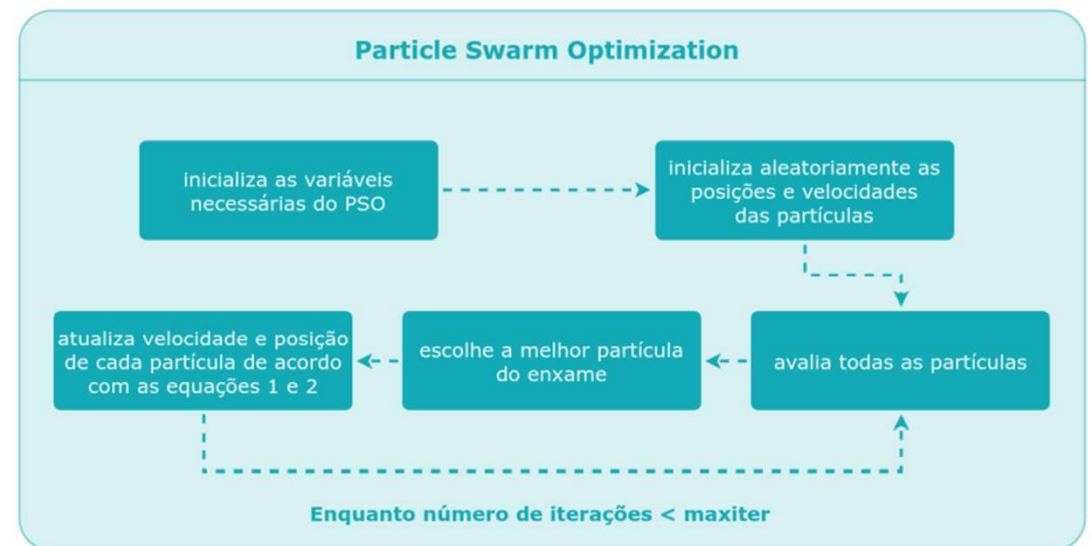 Particle Swarm Optimization
inicializa as variáveis
necessárias do PSO
inicializa aleatoriamente as
posições e velocidades
das partículas
avalia todas as partículas
escolhe a melhor partícula
do enxame
atualiza velocidade e posição
de cada partícula de acordo
com as equações 1 e 2
Enquanto número de iterações < maxiter